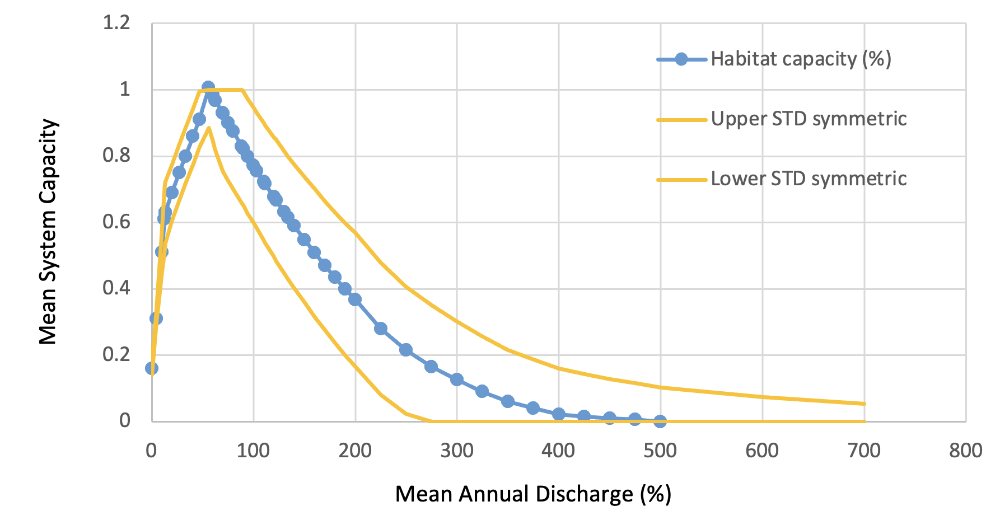 1.2
1
0.8
0.6
0.4
0.2
0
Mean System Capacity
Habitat capacity (%)
Upper STD symmetric
Lower STD symmetric
0 100 200 300 400 500 600 700 800
Mean Annual Discharge (%)